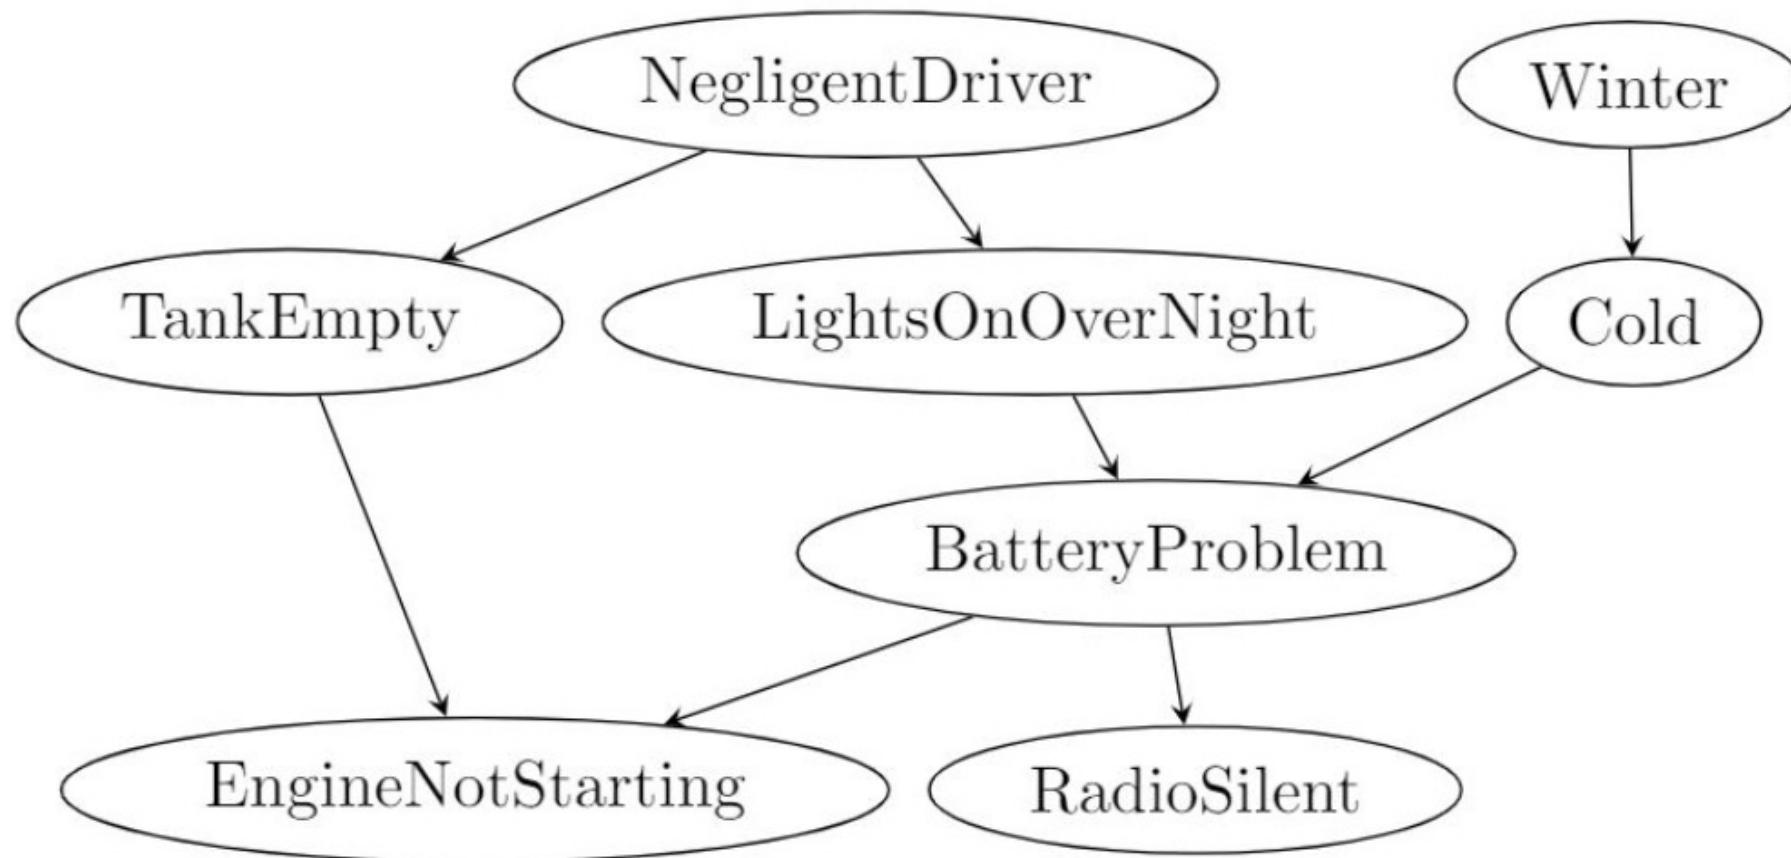 NegligentDriver
Winter
TankEmpty
LightsOnOverNight
Cold
BatteryProblem
EngineNotStarting
RadioSilent